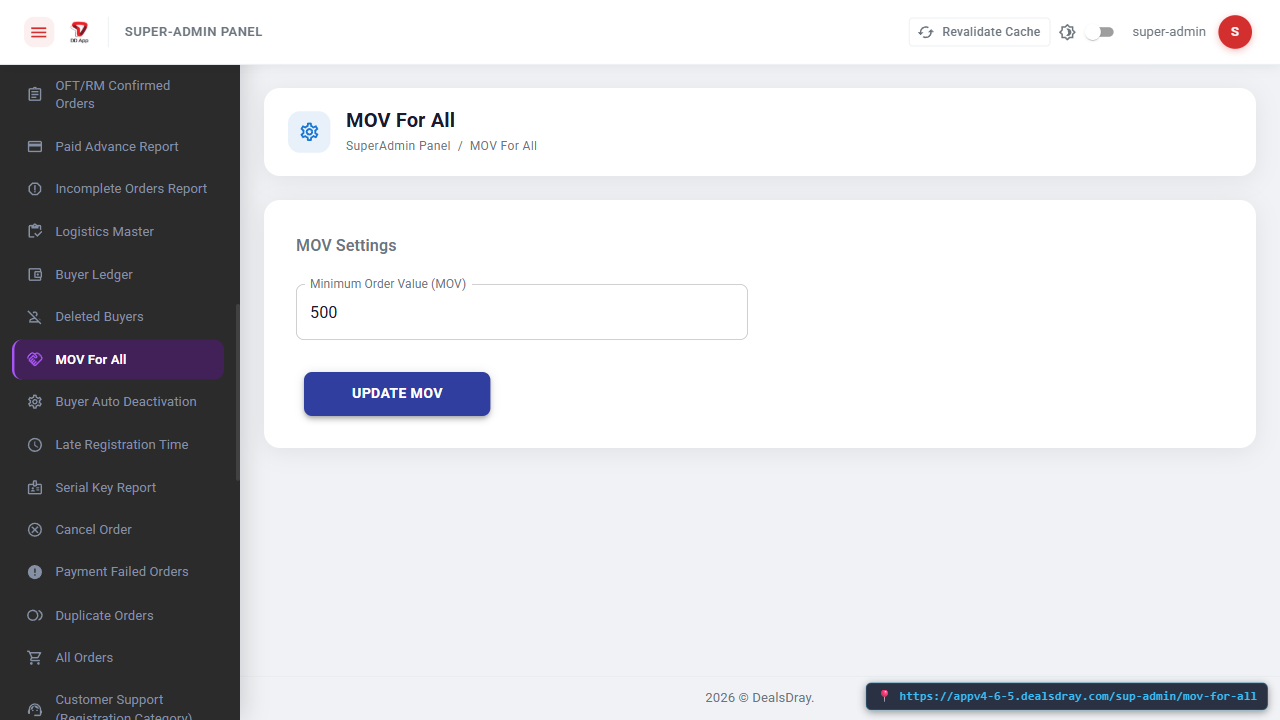 DD App
SUPER-ADMIN PANEL
Revalidate Cache
super-admin
S
OFT/RM Confirmed
Orders
Paid Advance Report
Incomplete Orders Report
Logistics Master
Buyer Ledger
Deleted Buyers
MOV For All
Buyer Auto Deactivation
Late Registration Time
Serial Key Report
Cancel Order
Payment Failed Orders
Duplicate Orders
All Orders
Customer Support
(Registration Category)
MOV For All
SuperAdmin Panel / MOV For All
MOV Settings
Minimum Order Value (MOV)
500
UPDATE MOV
2026 © DealsDray.
https://appv4-6-5.dealsdray.com/sup-admin/mov-for-all